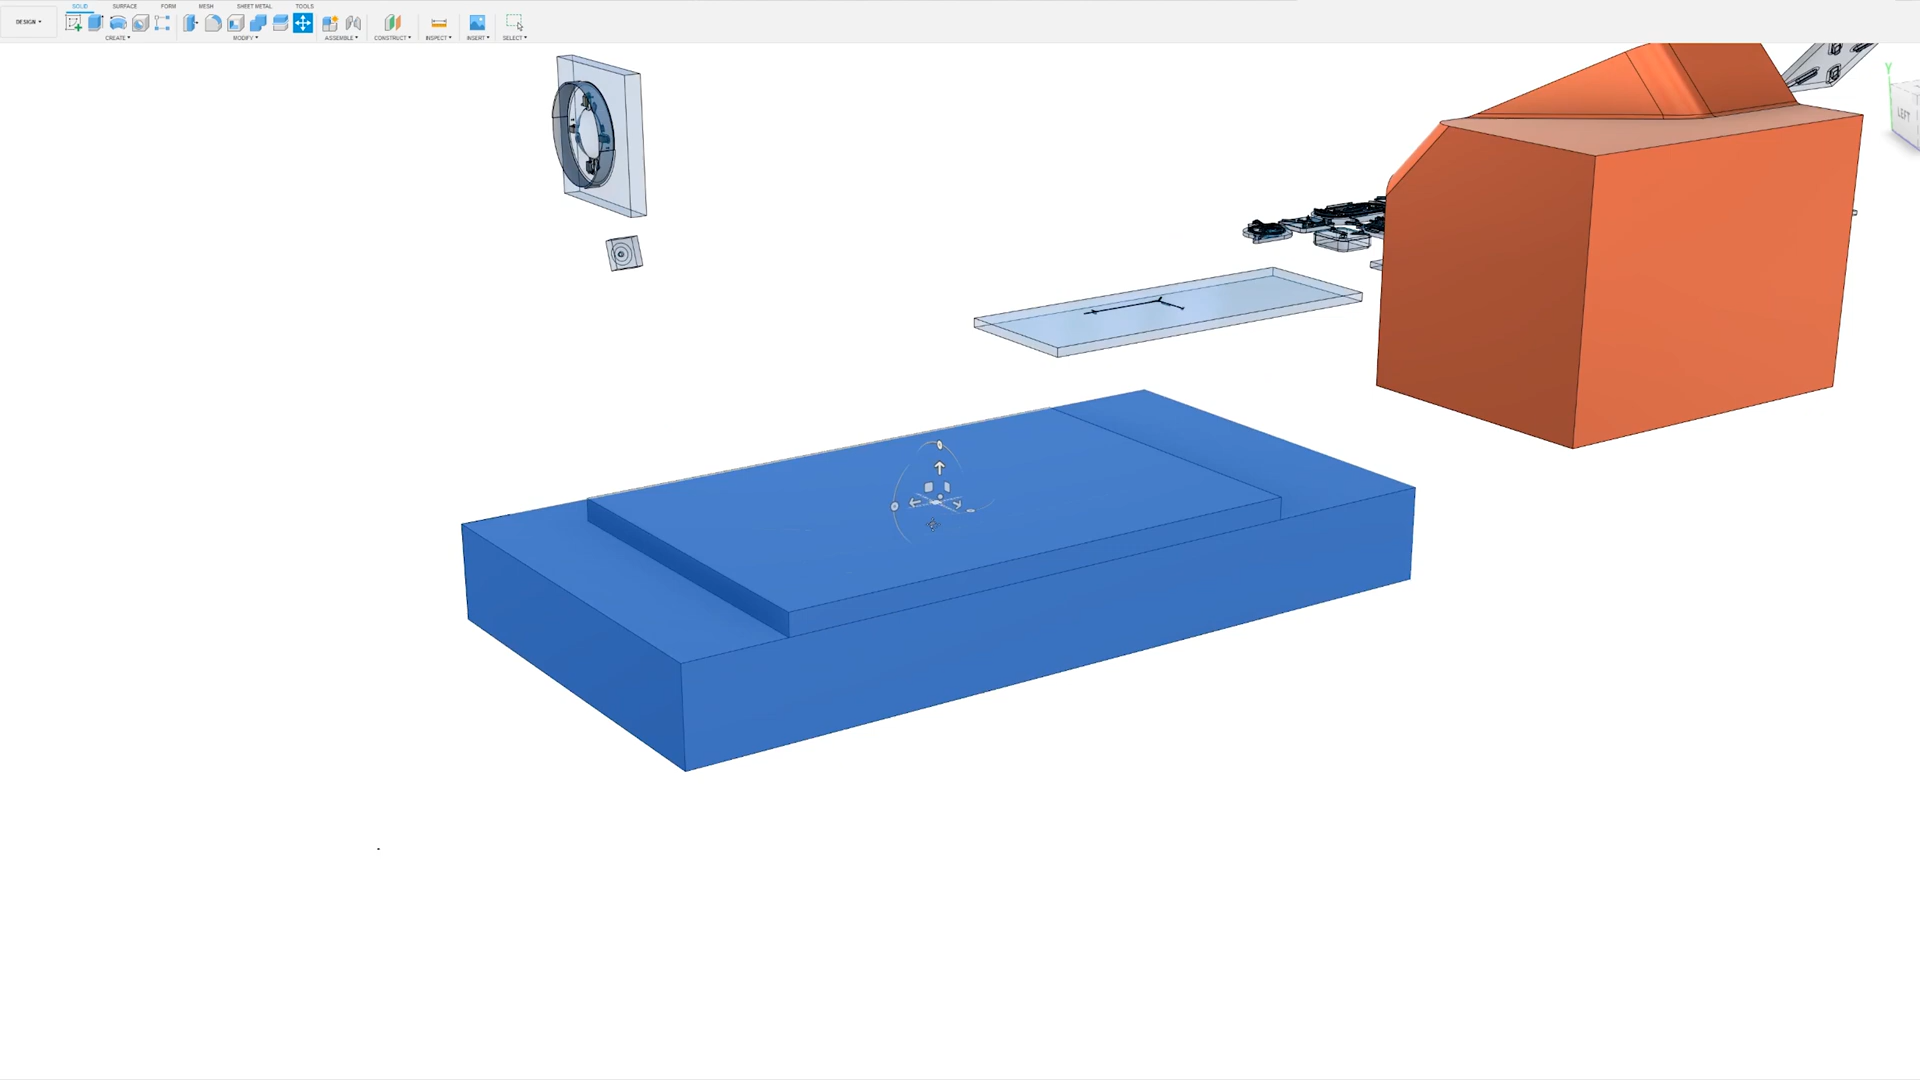 SOLID SURFACE FORM MESH SHEET METAL TOOLS
DESIGN ▾
CREATE ▾ MODIFY ▾ ASSEMBLE ▾ CONSTRUCT ▾ INSPECT ▾ INSERT ▾ SELECT ▾
Y
LEFT